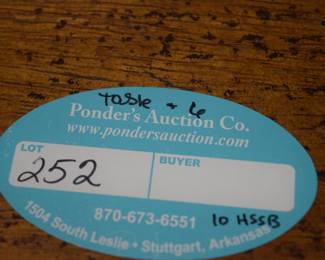 Table + 6
Ponder's Auction Co.
www.pondersauction.com
LOT
BUYER
252
870-673-6551
10 HSSB
1504 South Leslie • Stuttgart, Arkansas